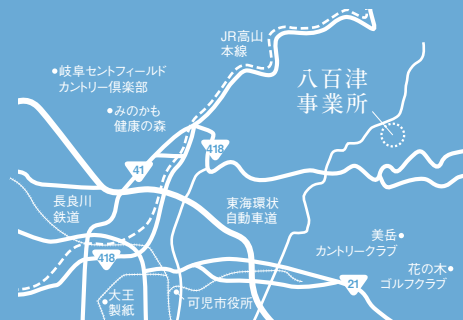 JR高山
本線
岐阜セントフィールド
カントリー倶楽部
八百津
事業所
みのかも
健康の森
418
41
長良川
鉄道
東海環状
自動車道
美岳
カントリークラブ
418
花の木
ゴルフクラブ
21
大王
製紙
可児市役所